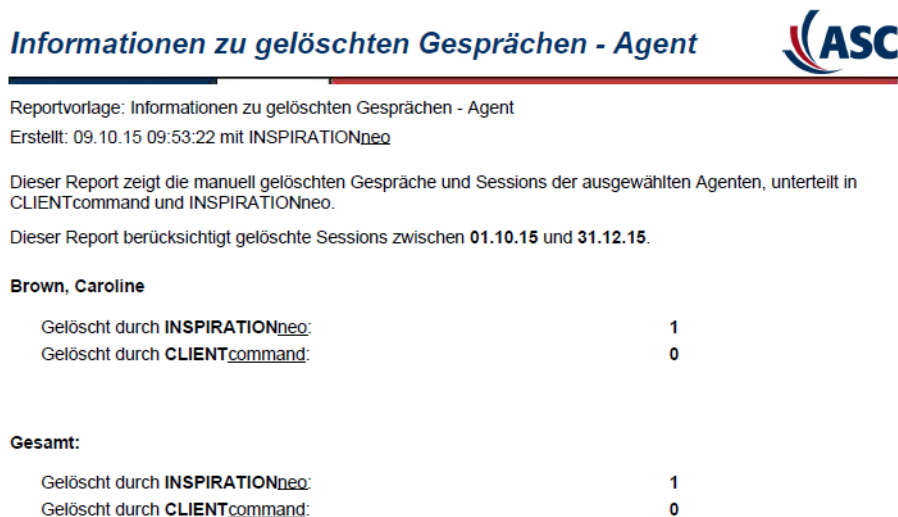 Informationen zu gelöschten Gesprächen - Agent
ASC
Reportvorlage: Informationen zu gelöschten Gesprächen - Agent
Erstellt: 09.10.15 09:53:22 mit INSPIRATIONneo
Dieser Report zeigt die manuell gelöschten Gespräche und Sessions der ausgewählten Agenten, unterteilt in
CLIENTcommand und INSPIRATIONneo.
Dieser Report berücksichtigt gelöschte Sessions zwischen 01.10.15 und 31.12.15.
Brown, Caroline
Gelöscht durch INSPIRATIONneo: 1
Gelöscht durch CLIENTcommand: 0
Gesamt:
Gelöscht durch INSPIRATIONneo: 1
Gelöscht durch CLIENTcommand: 0